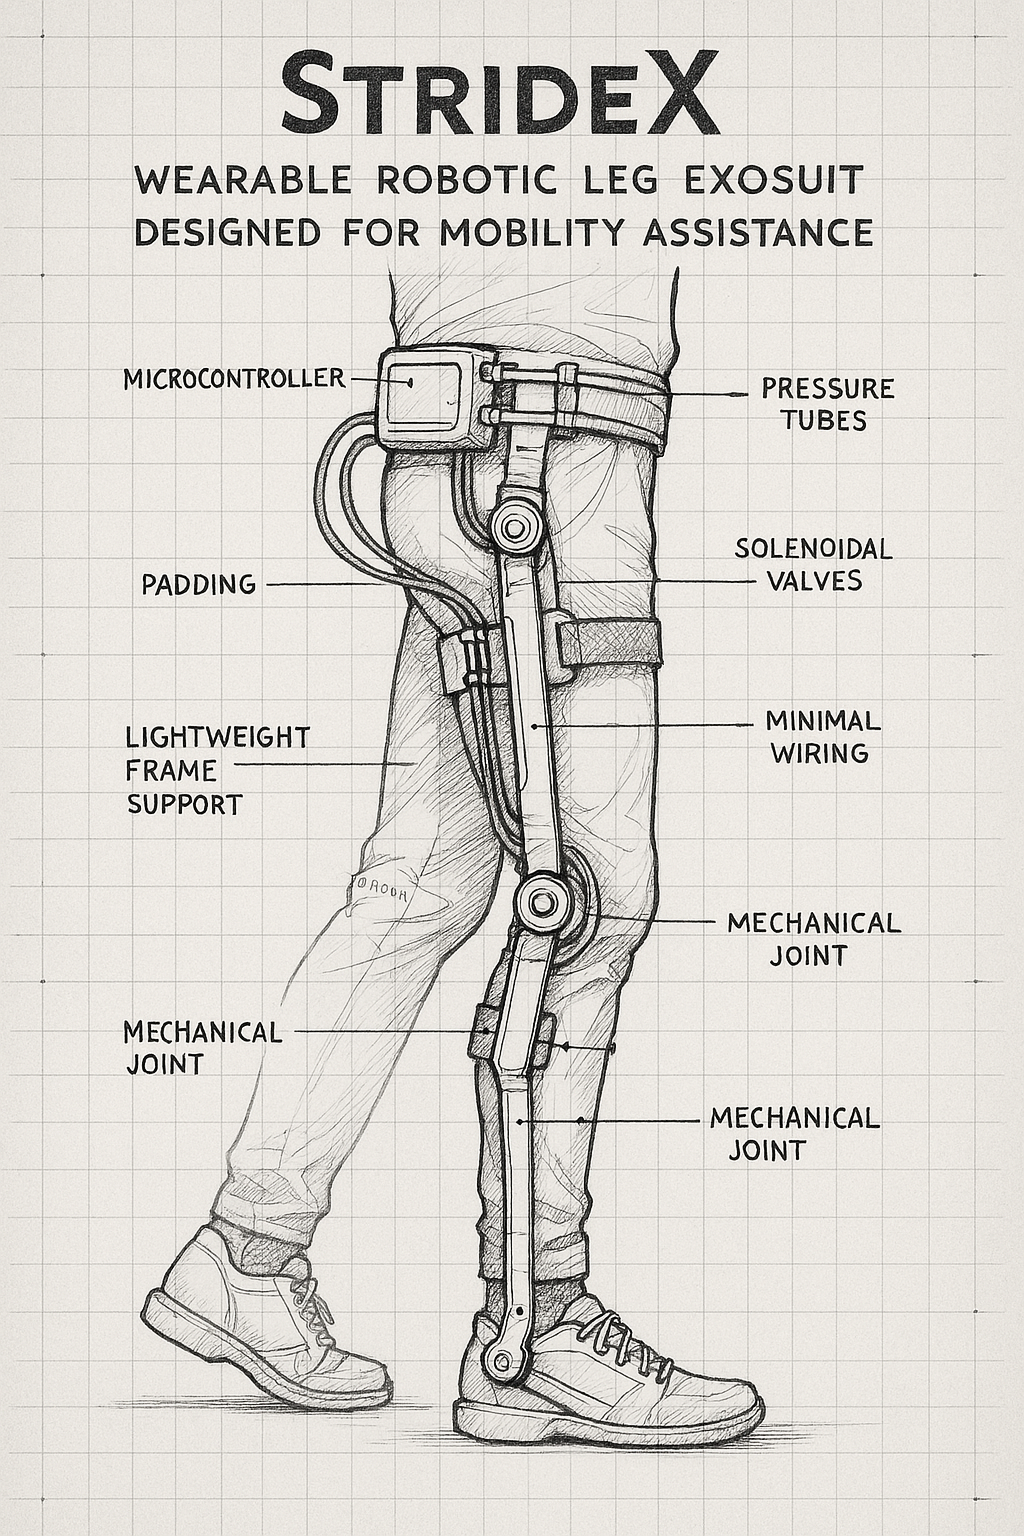 STRIDEX
WEARABLE ROBOTIC LEG EXOSUIT
DESIGNED FOR MOBILITY ASSISTANCE
MICROCONTROLLER
PRESSURE
TUBES
SOLENOIDAL
VALVES
PADDING
MINIMAL
WIRING
LIGHTWEIGHT
FRAME
SUPPORT
MECHANICAL
JOINT
MECHANICAL
JOINT
MECHANICAL
JOINT